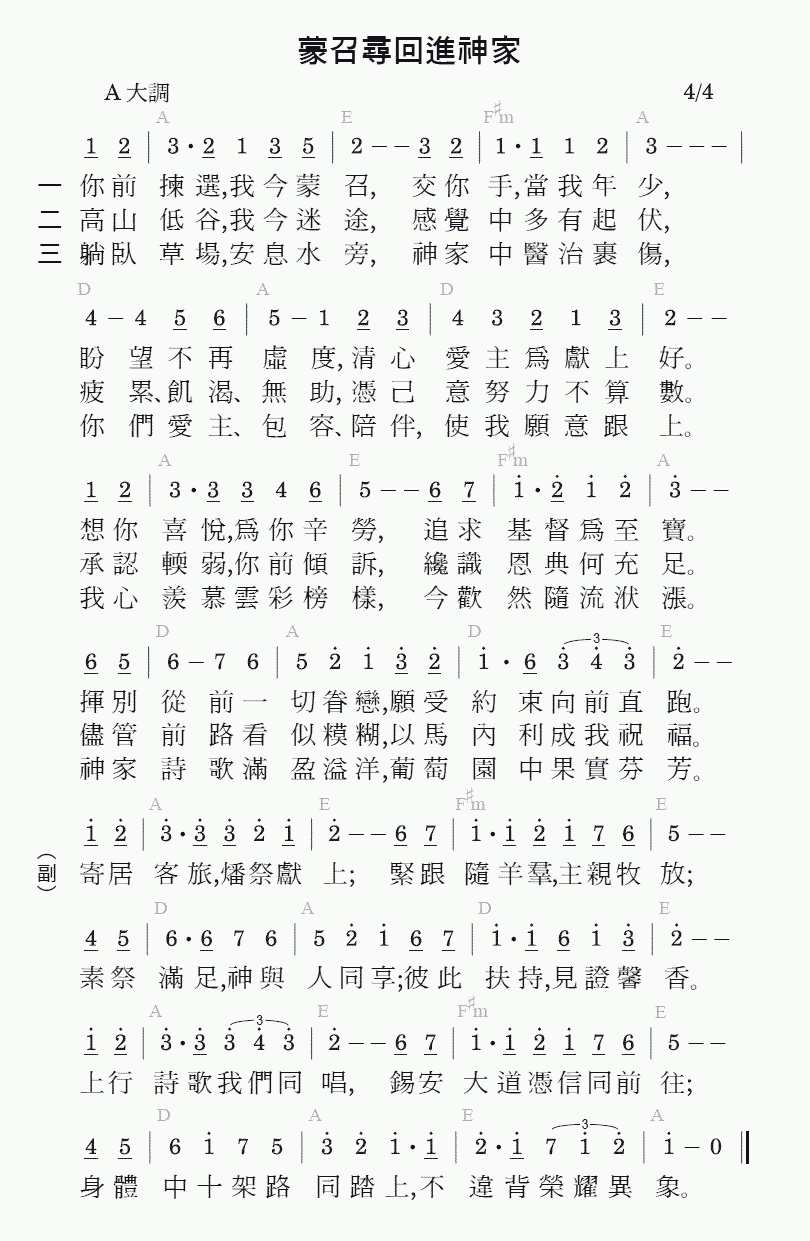 蒙召尋回進神家
A 大調 4/4
A E F♯m A
1 2 | 3·2 1 3 5 | 2 – – 3 2 | 1·1 1 2 | 3 – – – |
一 你前 揀選,我今蒙 召, 交你 手,當我年 少,
二 高山 低谷,我今迷 途, 感覺 中多有起 伏,
三 躺臥 草場,安息水 旁, 神家 中醫治裹 傷,
D A D E
4 – 4 5 6 | 5 – 1 2 3 | 4 3 2 1 3 | 2 – –
盼 望不再 虛 度,清心 愛主爲獻上 好。
疲 累、飢渴、無 助,憑己 意努力不算 數。
你 們愛主、包 容、陪伴, 使我願意跟 上。
A E F♯m A
1 2 | 3·3 3 4 6 | 5 – – 6 7 | 1̇·2̇ 1̇ 2̇ | 3̇ – –
想你 喜悅,爲你辛 勞, 追求 基督爲至 寶。
承認 輭弱,你前傾 訴, 纔識 恩典何充 足。
我心 羨慕雲彩榜 樣, 今歡 然隨流洑 漲。
D A D E
6 5 | 6 – 7 6 | 5 2̇ 1̇ 3̇ 2̇ | 1̇· 6 3̇ 4̇ 3̇ | 2̇ – –
揮別 從 前一 切眷戀,願受 約 束向前直 跑。
儘管 前 路看 似糢糊,以馬 內 利成我祝 福。
神家 詩 歌滿 盈溢洋,葡萄 園 中果實芬 芳。
A E F♯m E
1̇ 2̇ | 3̇·3̇ 3̇ 2̇ 1̇ | 2̇ – – 6 7 | 1̇·1̇ 2̇ 1̇ 7 6 | 5 – –
(副) 寄居 客旅,燔祭獻 上; 緊跟 隨羊羣,主親牧 放;
D A D E
4 5 | 6·6 7 6 | 5 2̇ 1̇ 6 7 | 1̇·1̇ 6 1̇ 3̇ | 2̇ – –
素祭 滿足,神與 人同享;彼此 扶持,見證馨 香。
A E F♯m E
1̇ 2̇ | 3̇·3̇ 3̇ 4̇ 3̇ | 2̇ – – 6 7 | 1̇·1̇ 2̇ 1̇ 7 6 | 5 – –
上行 詩歌我們同 唱, 錫安 大道憑信同前 往;
D A E A
4 5 | 6 1̇ 7 5 | 3̇ 2̇ 1̇·1̇ | 2̇·1̇ 7 1̇ 2̇ | 1̇ – 0 ‖
身體 中十架路 同踏上,不 違背榮耀異 象。